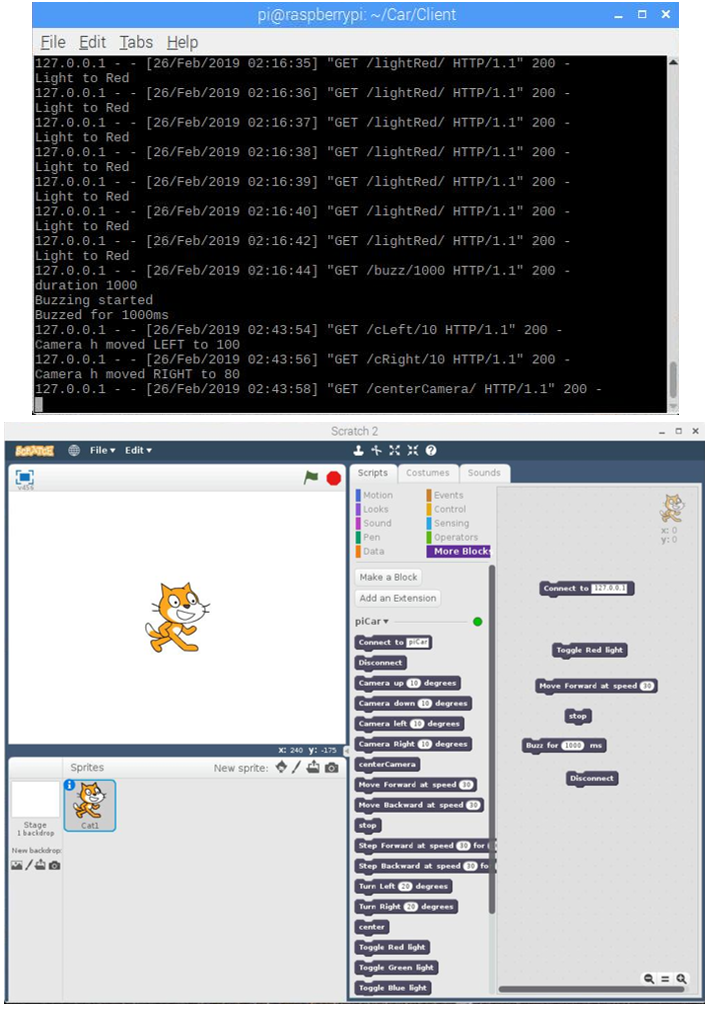 pi@raspberrypi: ~/Car/Client
File Edit Tabs Help
127.0.0.1 - - [26/Feb/2019 02:16:35] "GET /lightRed/ HTTP/1.1" 200 -
Light to Red
127.0.0.1 - - [26/Feb/2019 02:16:36] "GET /lightRed/ HTTP/1.1" 200 -
Light to Red
127.0.0.1 - - [26/Feb/2019 02:16:37] "GET /lightRed/ HTTP/1.1" 200 -
Light to Red
127.0.0.1 - - [26/Feb/2019 02:16:38] "GET /lightRed/ HTTP/1.1" 200 -
Light to Red
127.0.0.1 - - [26/Feb/2019 02:16:39] "GET /lightRed/ HTTP/1.1" 200 -
Light to Red
127.0.0.1 - - [26/Feb/2019 02:16:40] "GET /lightRed/ HTTP/1.1" 200 -
Light to Red
127.0.0.1 - - [26/Feb/2019 02:16:42] "GET /lightRed/ HTTP/1.1" 200 -
Light to Red
127.0.0.1 - - [26/Feb/2019 02:16:44] "GET /buzz/1000 HTTP/1.1" 200 -
duration 1000
Buzzing started
Buzzed for 1000ms
127.0.0.1 - - [26/Feb/2019 02:43:54] "GET /cLeft/10 HTTP/1.1" 200 -
Camera h moved LEFT to 100
127.0.0.1 - - [26/Feb/2019 02:43:56] "GET /cRight/10 HTTP/1.1" 200 -
Camera h moved RIGHT to 80
127.0.0.1 - - [26/Feb/2019 02:43:58] "GET /centerCamera/ HTTP/1.1" 200 -
Scratch 2
SCRATCH File Edit
v456
x: 240 y: -175
Sprites New sprite:
Stage
1 backdrop
New backdrop:
Cat1
Scripts Costumes Sounds
Motion Events
Looks Control
Sound Sensing
Pen Operators
Data More Blocks
Make a Block
Add an Extension
piCar
Connect to piCar
Disconnect
Camera up 10 degrees
Camera down 10 degrees
Camera left 10 degrees
Camera Right 10 degrees
centerCamera
Move Forward at speed 30
Move Backward at speed 30
stop
Step Forward at speed 30 for
Step Backward at speed 30 for
Turn Left 20 degrees
Turn Right 20 degrees
center
Toggle Red light
Toggle Green light
Toggle Blue light
x: 0
y: 0
Connect to 127.0.0.1
Toggle Red light
Move Forward at speed 30
stop
Buzz for 1000 ms
Disconnect